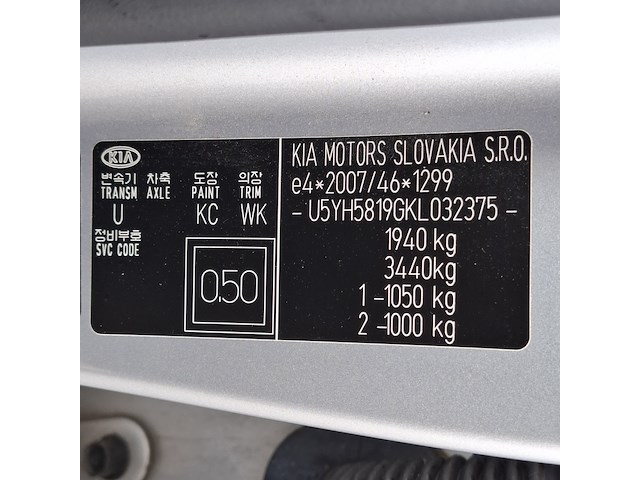 KIA
변속기 차축 도장 의장
TRANSM AXLE PAINT TRIM
U KC WK
정비부호
SVC CODE
0.50
KIA MOTORS SLOVAKIA S.R.O.
e4*2007/46*1299
-U5YH5819GKL032375-
1940 kg
3440kg
1-1050 kg
2-1000 kg